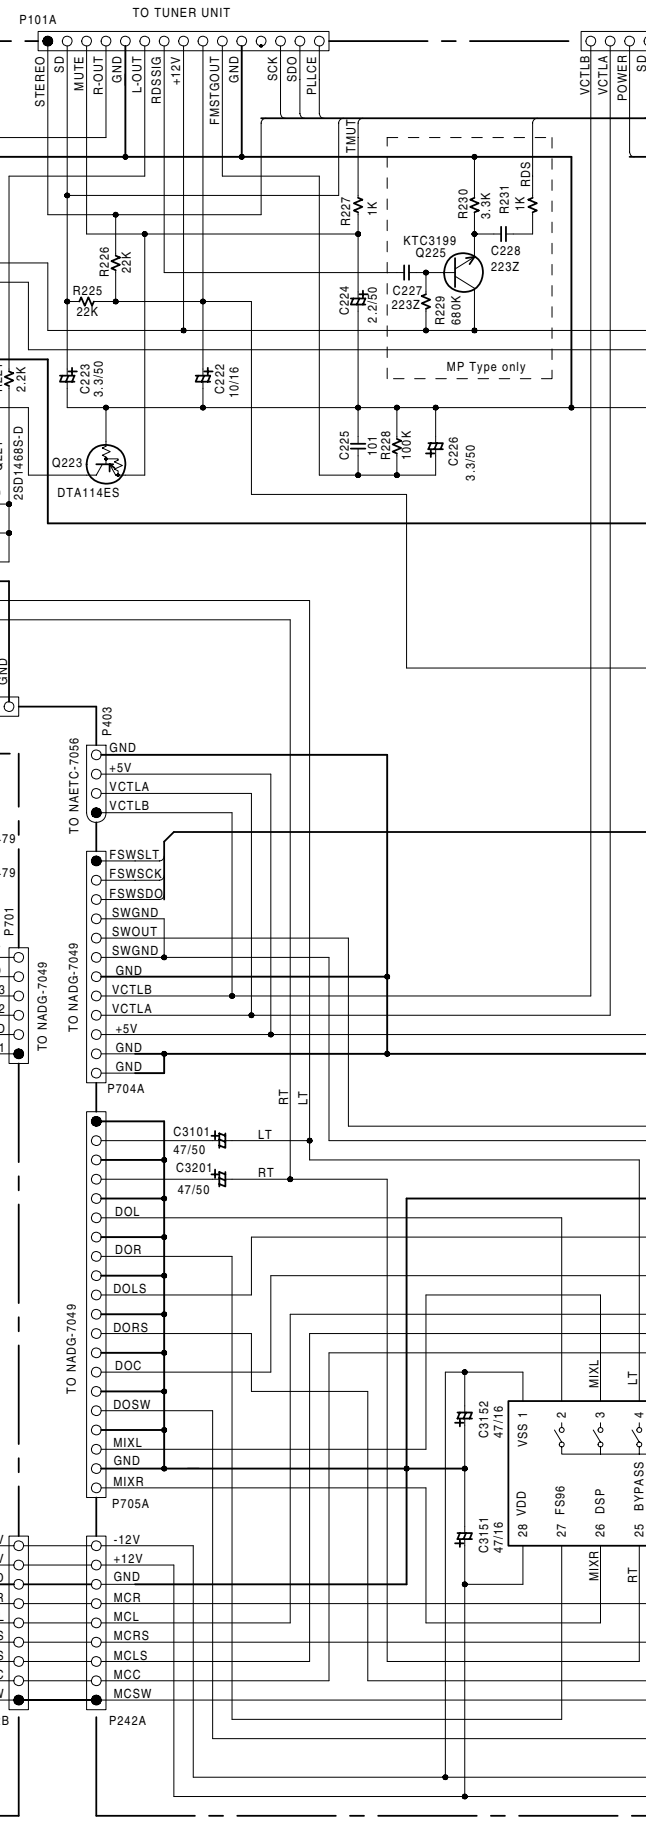 TO TUNER UNIT
P101A
STEREO
SD
MUTE
R-OUT
GND
L-OUT
RDSSIG
+12V
FMSTGOUT
GND
SCK
SDO
PLLCE
VCTLB
VCTLA
POWER
TMUT
R227
1K
R230
3.3K
R231
1K
RDS
KTC3199
Q225
C228
223Z
R226
22K
R225
22K
C224
2.2/50
C227
223Z
R229
680K
MP Type only
2.2K
C223
3.3/50
C222
10/16
2SD1468S-D
Q223
DTA114ES
C225
101
R228
100K
C226
3.3/50
GND
P403
TO NAETC-7056
GND
+5V
VCTLA
VCTLB
FSWSLT
FSWSCK
FSWSDO
SWGND
SWOUT
SWGND
GND
VCTLB
VCTLA
+5V
GND
GND
TO NADG-7049
P704A
P701
TO NADG-7049
RT
LT
C3101
47/50
LT
C3201
47/50
RT
DOL
DOR
DOLS
DORS
DOC
DOSW
MIXL
GND
MIXR
TO NADG-7049
P705A
MIXL
LT
C3152
47/16
VSS 1
2
3
4
C3151
47/16
28 VDD
27 FS96
26 DSP
25 BYPASS
MIXR
RT
-12V
+12V
GND
MCR
MCL
MCRS
MCLS
MCC
MCSW
P242A